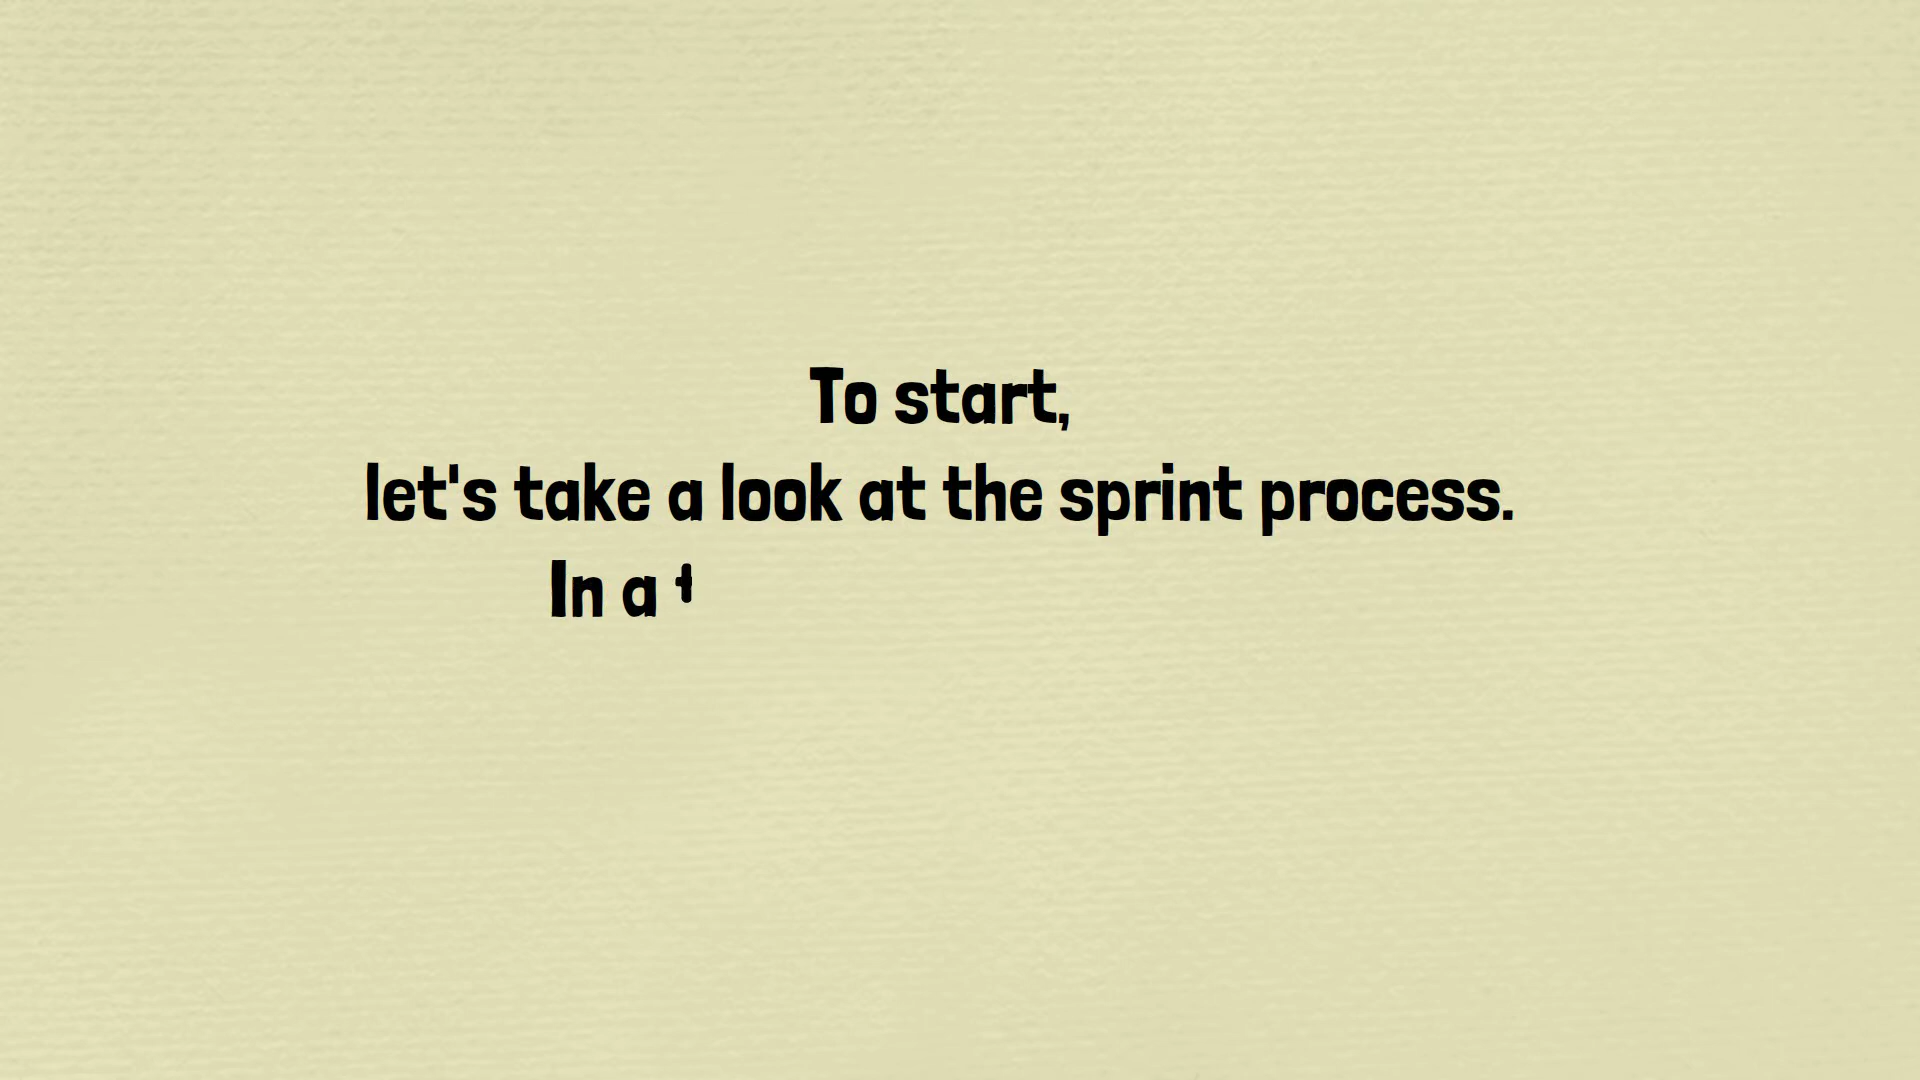 To start,
let's take a look at the sprint process.
In a